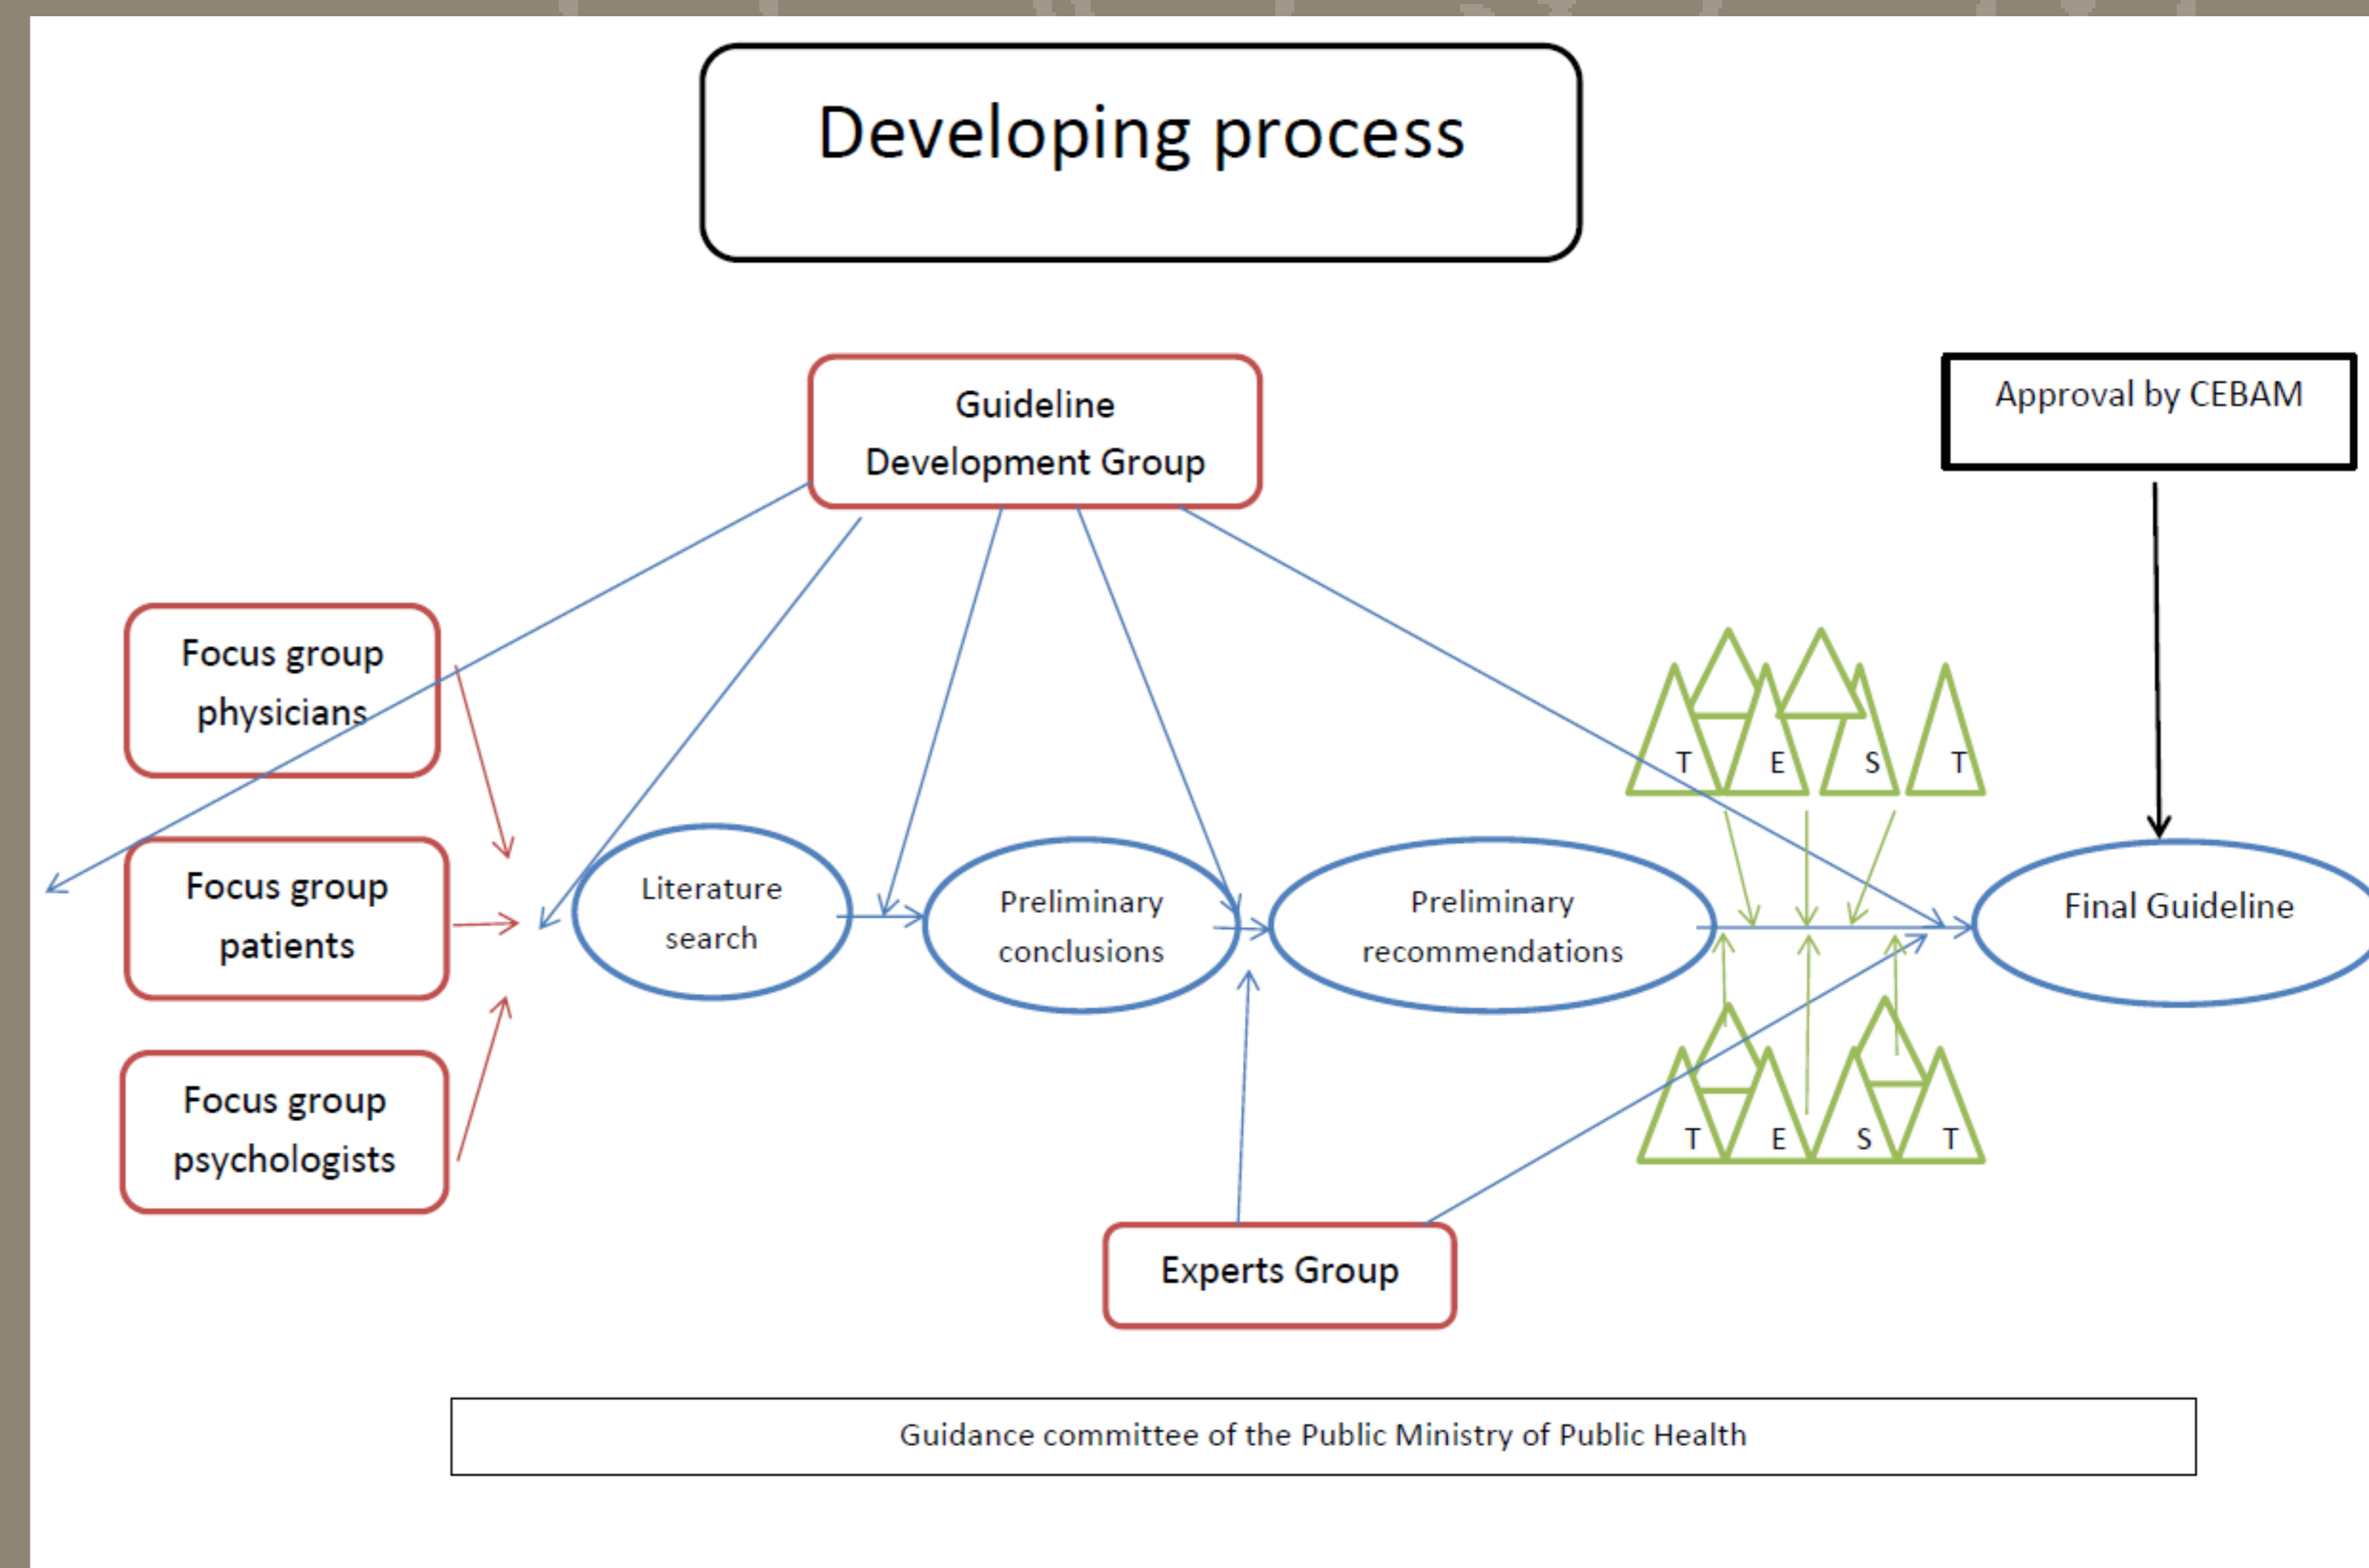 Developing process
Guideline
Development Group
Approval by CEBAM
Focus group
physicians
T E S T
Focus group
patients
Literature
search
Preliminary
conclusions
Preliminary
recommendations
Final Guideline
Focus group
psychologists
T E S T
Experts Group
Guidance committee of the Public Ministry of Public Health